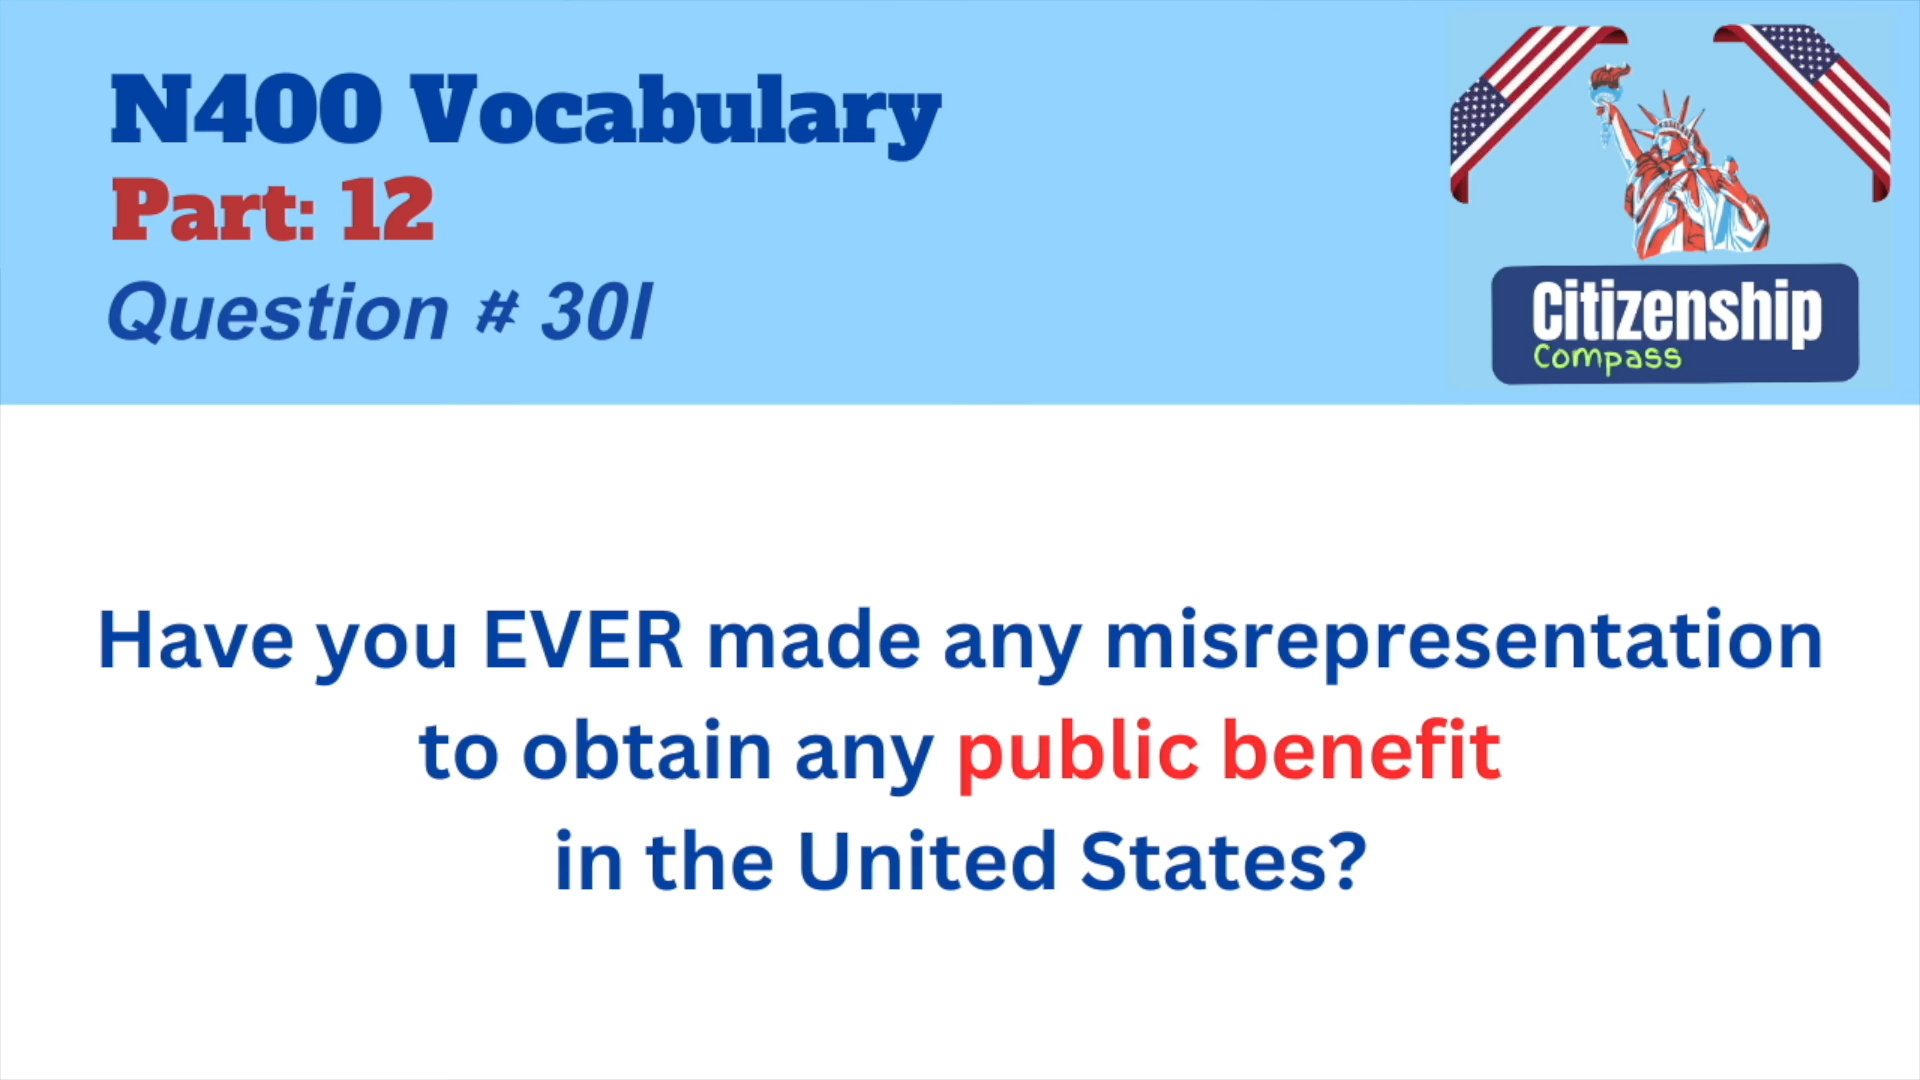 N400 Vocabulary
Part: 12
Question # 30l
Citizenship
Compass
Have you EVER made any misrepresentation
to obtain any public benefit
in the United States?